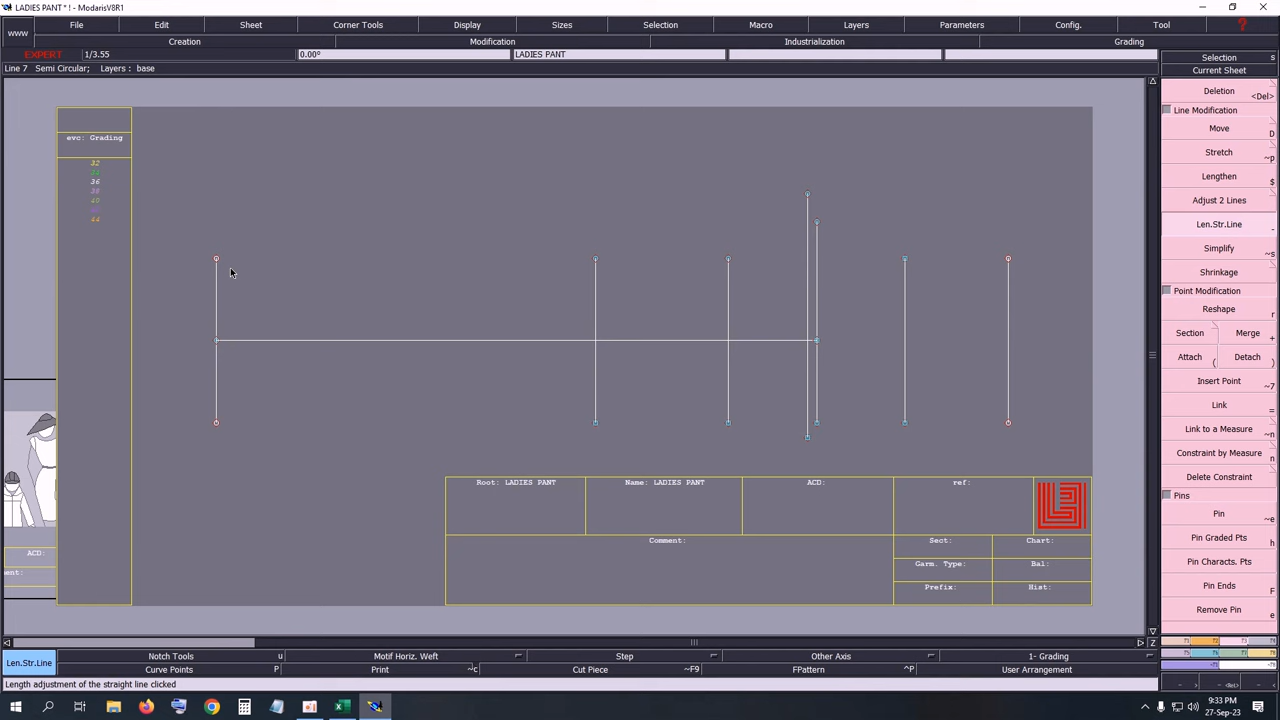 LADIES PANT * ! - ModarisV8R1
www
File Edit Sheet Corner Tools Display Sizes Selection Macro Layers Parameters Config. Tool ?
Creation Modification Industrialization Grading
EXPERT 1/3.55 0.00º LADIES PANT
Line 7 Semi Circular; Layers : base
Selection s
Current Sheet
Deletion <Del>
Line Modification
Move D
Stretch ~p
Lengthen $
Adjust 2 Lines
Len.Str.Line -
Simplify ~s
Shrinkage
Point Modification
Reshape r
Section Merge +
Attach ( Detach )
Insert Point ~7
Link =
Link to a Measure ~n
Constraint by Measure n
Delete Constraint
Pins
Pin ~e
Pin Graded Pts h
Pin Characts. Pts
Pin Ends F
Remove Pin e
evc: Grading
32
36
38
40
44
ACD:
ment:
Root: LADIES PANT Name: LADIES PANT ACD: ref:
Comment: Sect: Chart:
Garm. Type: Bal:
Prefix: Hist:
Z
Len.Str.Line
Notch Tools u Motif Horiz. Weft Step Other Axis 1- Grading
Curve Points P Print ~c Cut Piece ~F9 FPattern ^P User Arrangement
Length adjustment of the straight line clicked
9:33 PM
27-Sep-23